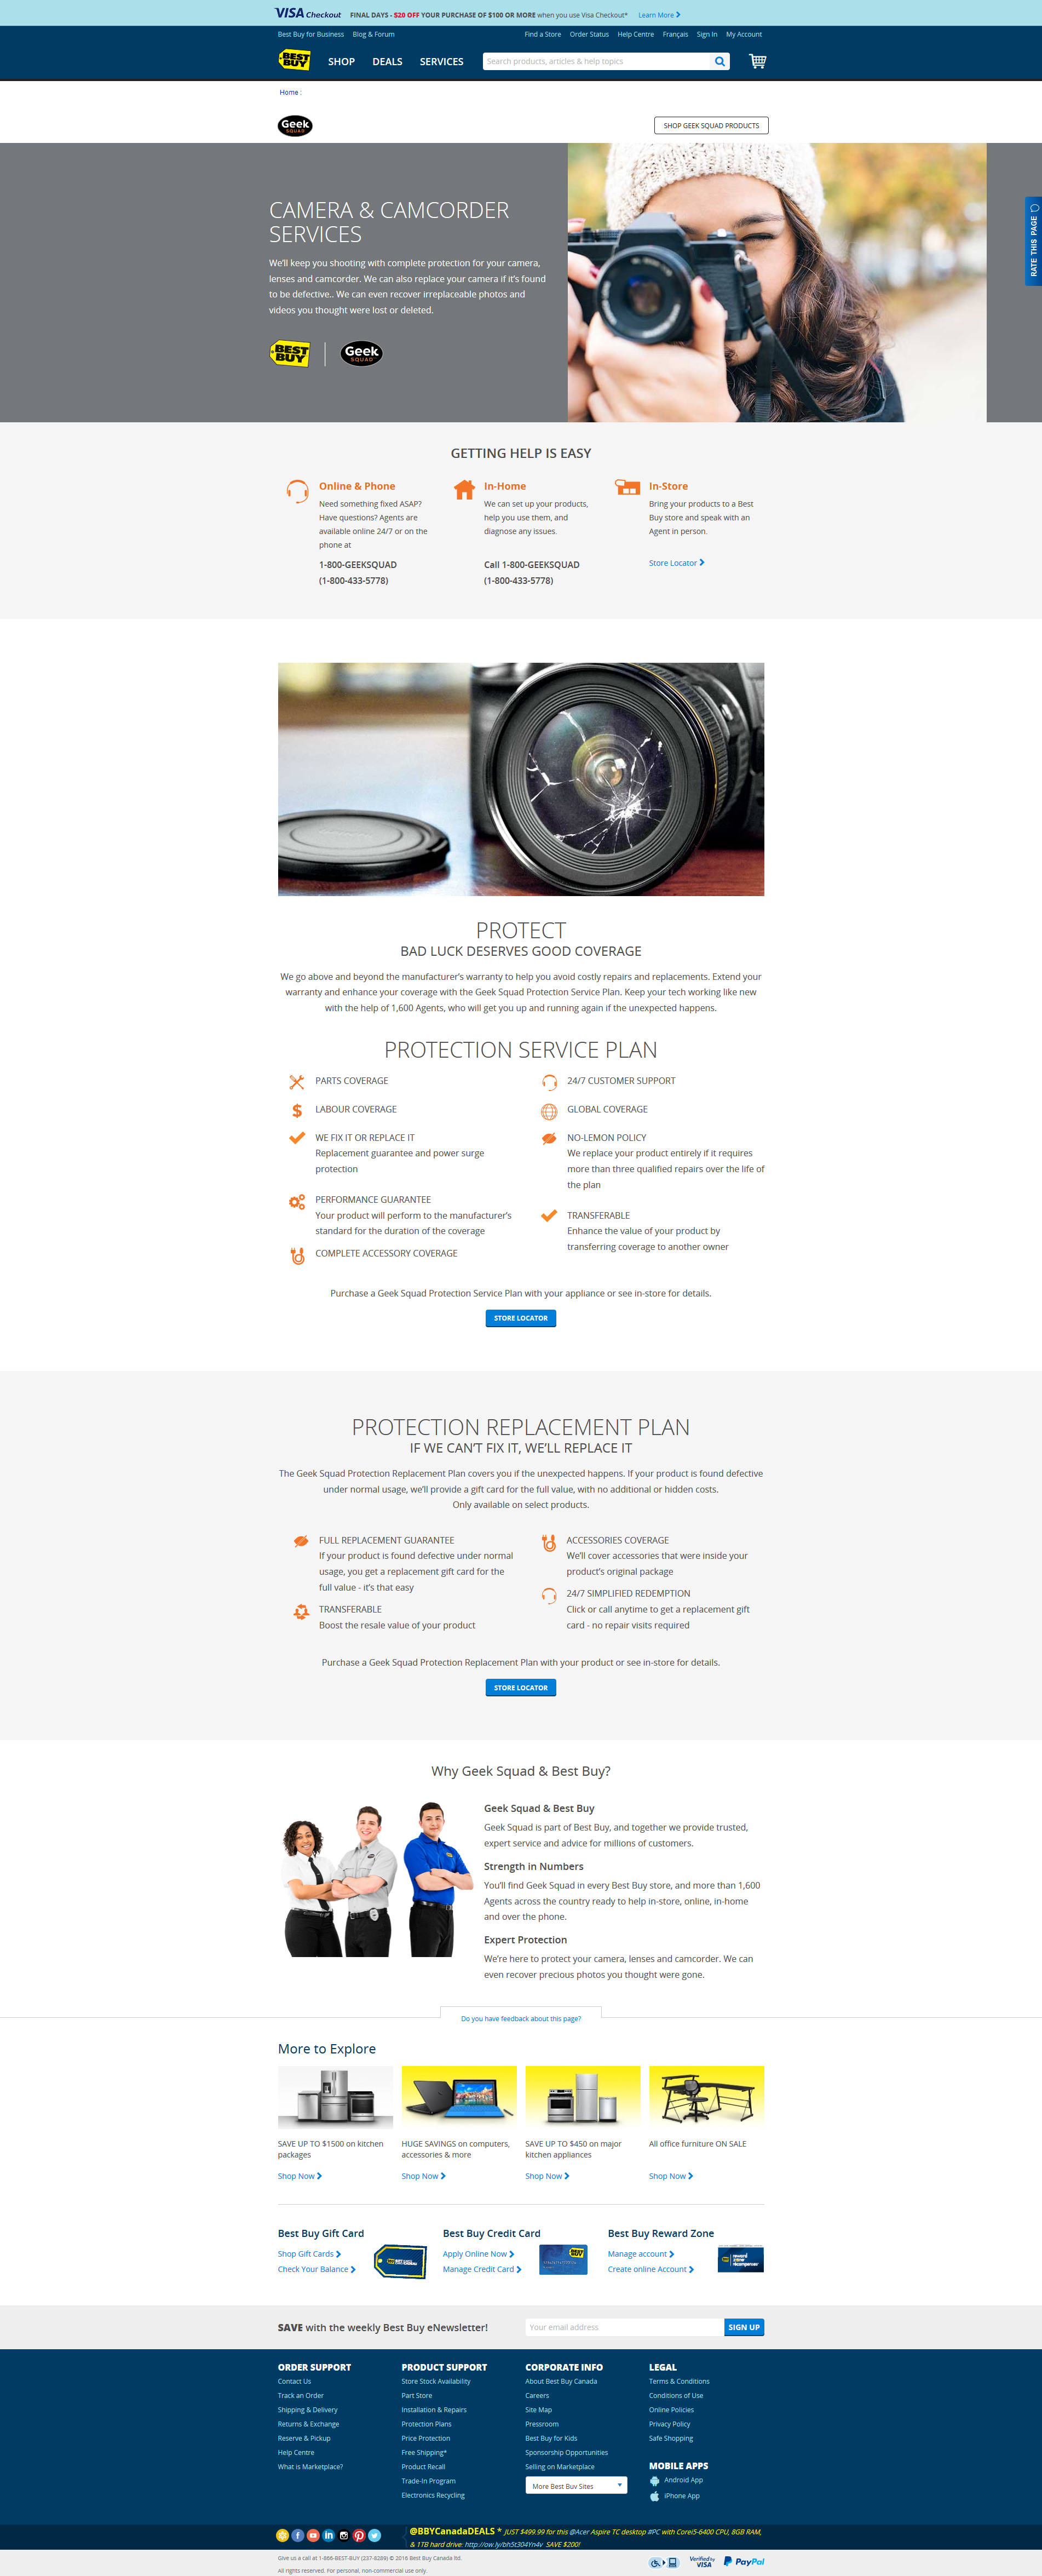 VISA Checkout FINAL DAYS - $20 OFF YOUR PURCHASE OF $100 OR MORE when you use Visa Checkout* Learn More
Best Buy for Business Blog & Forum Find a Store Order Status Help Centre Français Sign In My Account
BEST BUY SHOP DEALS SERVICES Search products, articles & help topics
Home :
Geek SQUAD SHOP GEEK SQUAD PRODUCTS
RATE THIS PAGE
CAMERA & CAMCORDER
SERVICES
We'll keep you shooting with complete protection for your camera,
lenses and camcorder. We can also replace your camera if it's found
to be defective.. We can even recover irreplaceable photos and
videos you thought were lost or deleted.
BEST BUY Geek SQUAD
GETTING HELP IS EASY
Online & Phone
Need something fixed ASAP?
Have questions? Agents are
available online 24/7 or on the
phone at
1-800-GEEKSQUAD
(1-800-433-5778)
In-Home
We can set up your products,
help you use them, and
diagnose any issues.
Call 1-800-GEEKSQUAD
(1-800-433-5778)
In-Store
Bring your products to a Best
Buy store and speak with an
Agent in person.
Store Locator
PROTECT
BAD LUCK DESERVES GOOD COVERAGE
We go above and beyond the manufacturer's warranty to help you avoid costly repairs and replacements. Extend your
warranty and enhance your coverage with the Geek Squad Protection Service Plan. Keep your tech working like new
with the help of 1,600 Agents, who will get you up and running again if the unexpected happens.
PROTECTION SERVICE PLAN
PARTS COVERAGE
LABOUR COVERAGE
WE FIX IT OR REPLACE IT
Replacement guarantee and power surge
protection
PERFORMANCE GUARANTEE
Your product will perform to the manufacturer's
standard for the duration of the coverage
COMPLETE ACCESSORY COVERAGE
24/7 CUSTOMER SUPPORT
GLOBAL COVERAGE
NO-LEMON POLICY
We replace your product entirely if it requires
more than three qualified repairs over the life of
the plan
TRANSFERABLE
Enhance the value of your product by
transferring coverage to another owner
Purchase a Geek Squad Protection Service Plan with your appliance or see in-store for details.
STORE LOCATOR
PROTECTION REPLACEMENT PLAN
IF WE CAN'T FIX IT, WE'LL REPLACE IT
The Geek Squad Protection Replacement Plan covers you if the unexpected happens. If your product is found defective
under normal usage, we'll provide a gift card for the full value, with no additional or hidden costs.
Only available on select products.
FULL REPLACEMENT GUARANTEE
If your product is found defective under normal
usage, you get a replacement gift card for the
full value - it's that easy
TRANSFERABLE
Boost the resale value of your product
ACCESSORIES COVERAGE
We'll cover accessories that were inside your
product's original package
24/7 SIMPLIFIED REDEMPTION
Click or call anytime to get a replacement gift
card - no repair visits required
Purchase a Geek Squad Protection Replacement Plan with your product or see in-store for details.
STORE LOCATOR
Why Geek Squad & Best Buy?
Geek Squad & Best Buy
Geek Squad is part of Best Buy, and together we provide trusted,
expert service and advice for millions of customers.
Strength in Numbers
You'll find Geek Squad in every Best Buy store, and more than 1,600
Agents across the country ready to help in-store, online, in-home
and over the phone.
Expert Protection
We're here to protect your camera, lenses and camcorder. We can
even recover precious photos you thought were gone.
Do you have feedback about this page?
More to Explore
SAVE UP TO $1500 on kitchen
packages
Shop Now
HUGE SAVINGS on computers,
accessories & more
Shop Now
SAVE UP TO $450 on major
kitchen appliances
Shop Now
All office furniture ON SALE
Shop Now
Best Buy Gift Card
Shop Gift Cards
Check Your Balance
Best Buy Credit Card
Apply Online Now
Manage Credit Card
Best Buy Reward Zone
Manage account
Create online Account
SAVE with the weekly Best Buy eNewsletter! Your email address SIGN UP
ORDER SUPPORT
Contact Us
Track an Order
Shipping & Delivery
Returns & Exchange
Reserve & Pickup
Help Centre
What is Marketplace?
PRODUCT SUPPORT
Store Stock Availability
Part Store
Installation & Repairs
Protection Plans
Price Protection
Free Shipping*
Product Recall
Trade-In Program
Electronics Recycling
CORPORATE INFO
About Best Buy Canada
Careers
Site Map
Pressroom
Best Buy for Kids
Sponsorship Opportunities
Selling on Marketplace
More Best Buy Sites
LEGAL
Terms & Conditions
Conditions of Use
Online Policies
Privacy Policy
Safe Shopping
MOBILE APPS
Android App
iPhone App
@BBYCanadaDEALS * JUST $499.99 for this @Acer Aspire TC desktop #PC with Corei5-6400 CPU, 8GB RAM,
& 1TB hard drive: http://ow.ly/bh5t304Yn4v SAVE $200!
Give us a call at 1-866-BEST-BUY (237-8289) © 2016 Best Buy Canada ltd.
All rights reserved. For personal, non-commercial use only.
Verified by VISA PayPal